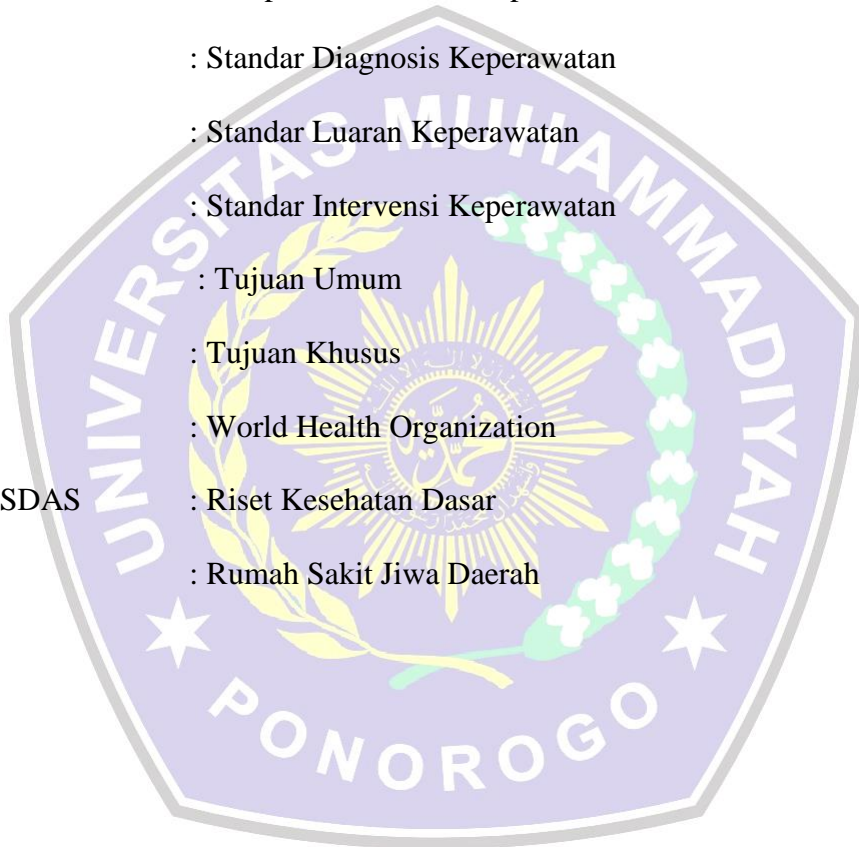 : Standar Diagnosis Keperawatan
: Standar Luaran Keperawatan
: Standar Intervensi Keperawatan
: Tujuan Umum
: Tujuan Khusus
: World Health Organization
SDAS : Riset Kesehatan Dasar
: Rumah Sakit Jiwa Daerah
UNIVERSITAS MUHAMMADIYAH
PONOROGO